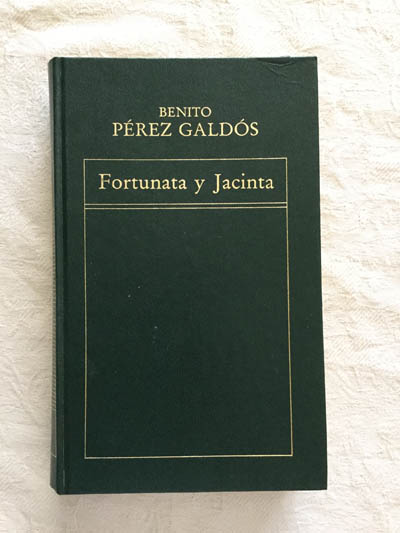 BENITO
PÉREZ GALDÓS
Fortunata y Jacinta